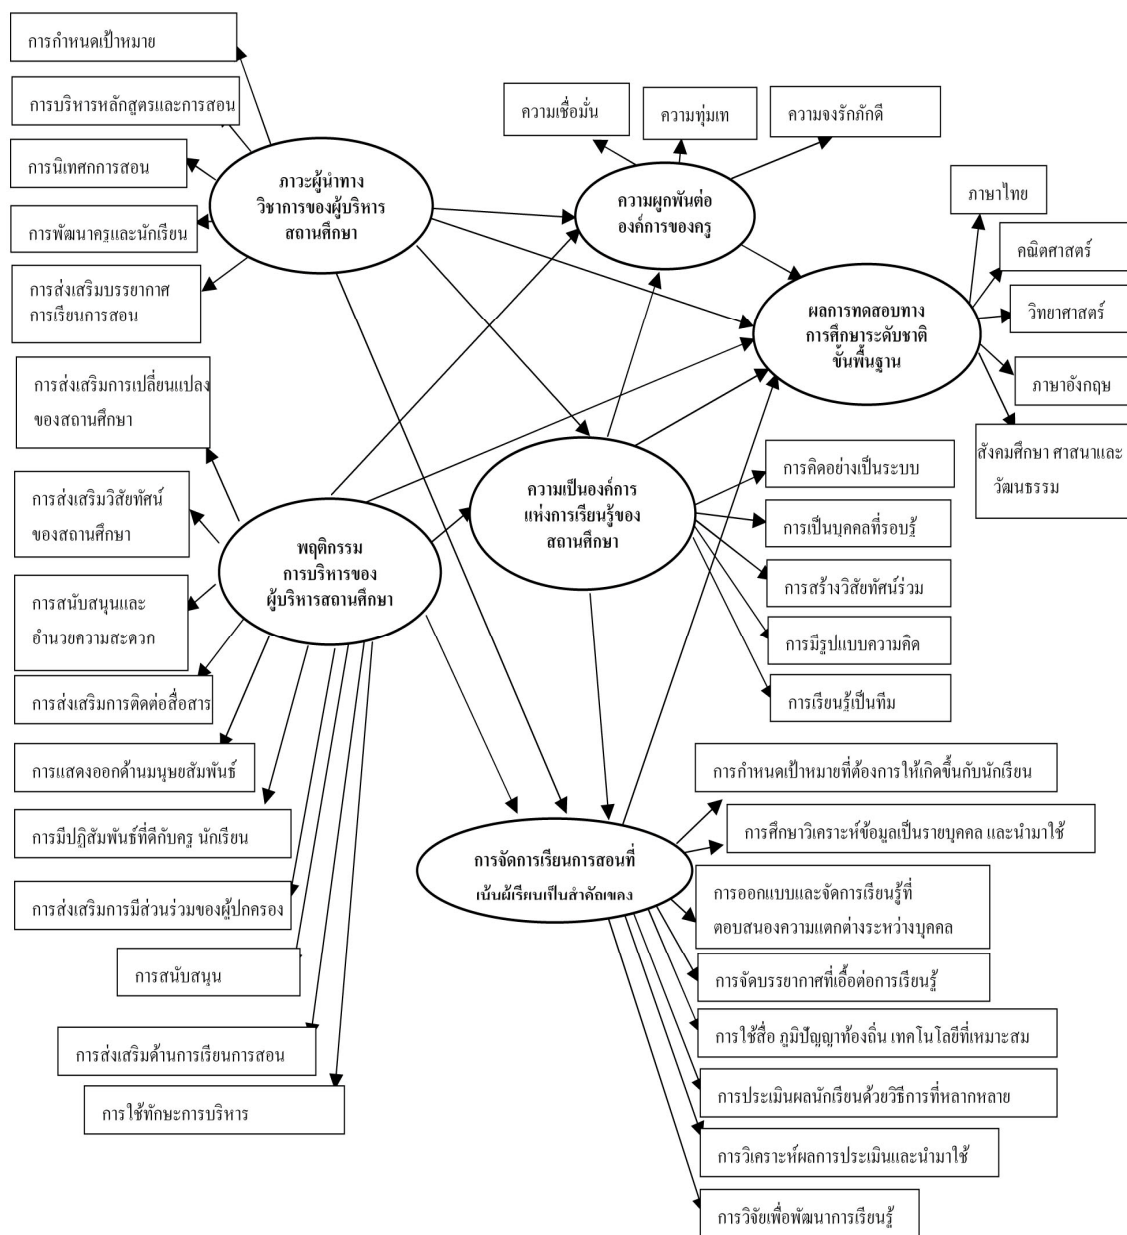 การกำหนดเป้าหมาย
การบริหารหลักสูตรและการสอน
การนิเทศกการสอน
การพัฒนาครูและนักเรียน
การส่งเสริมบรรยากาศ
การเรียนการสอน
ภาวะผู้นำทาง
วิชาการของผู้บริหาร
สถานศึกษา
ความเชื่อมั่น
ความทุ่มเท
ความจงรักภักดี
ความผูกพันต่อ
องค์การของครู
ภาษาไทย
คณิตศาสตร์
วิทยาศาสตร์
ภาษาอังกฤษ
สังคมศึกษา ศาสนาและ
วัฒนธรรม
ผลการทดสอบทาง
การศึกษาระดับชาติ
ขั้นพื้นฐาน
การส่งเสริมการเปลี่ยนแปลง
ของสถานศึกษา
การส่งเสริมวิสัยทัศน์
ของสถานศึกษา
การสนับสนุนและ
อำนวยความสะดวก
การส่งเสริมการติดต่อสื่อสาร
การแสดงออกด้านมนุษยสัมพันธ์
การมีปฏิสัมพันธ์ที่ดีกับครู นักเรียน
การส่งเสริมการมีส่วนร่วมของผู้ปกครอง
การสนับสนุน
การส่งเสริมด้านการเรียนการสอน
การใช้ทักษะการบริหาร
พฤติกรรม
การบริหารของ
ผู้บริหารสถานศึกษา
ความเป็นองค์การ
แห่งการเรียนรู้ของ
สถานศึกษา
การคิดอย่างเป็นระบบ
การเป็นบุคคลที่รอบรู้
การสร้างวิสัยทัศน์ร่วม
การมีรูปแบบความคิด
การเรียนรู้เป็นทีม
การจัดการเรียนการสอนที่
เน้นผู้เรียนเป็นสำคัญของ
การกำหนดเป้าหมายที่ต้องการให้เกิดขึ้นกับนักเรียน
การศึกษาวิเคราะห์ข้อมูลเป็นรายบุคคล และนำมาใช้
การออกแบบและจัดการเรียนรู้ที่
ตอบสนองความแตกต่างระหว่างบุคคล
การจัดบรรยากาศที่เอื้อต่อการเรียนรู้
การใช้สื่อ ภูมิปัญญาท้องถิ่น เทคโนโลยีที่เหมาะสม
การประเมินผลนักเรียนด้วยวิธีการที่หลากหลาย
การวิเคราะห์ผลการประเมินและนำมาใช้
การวิจัยเพื่อพัฒนาการเรียนรู้